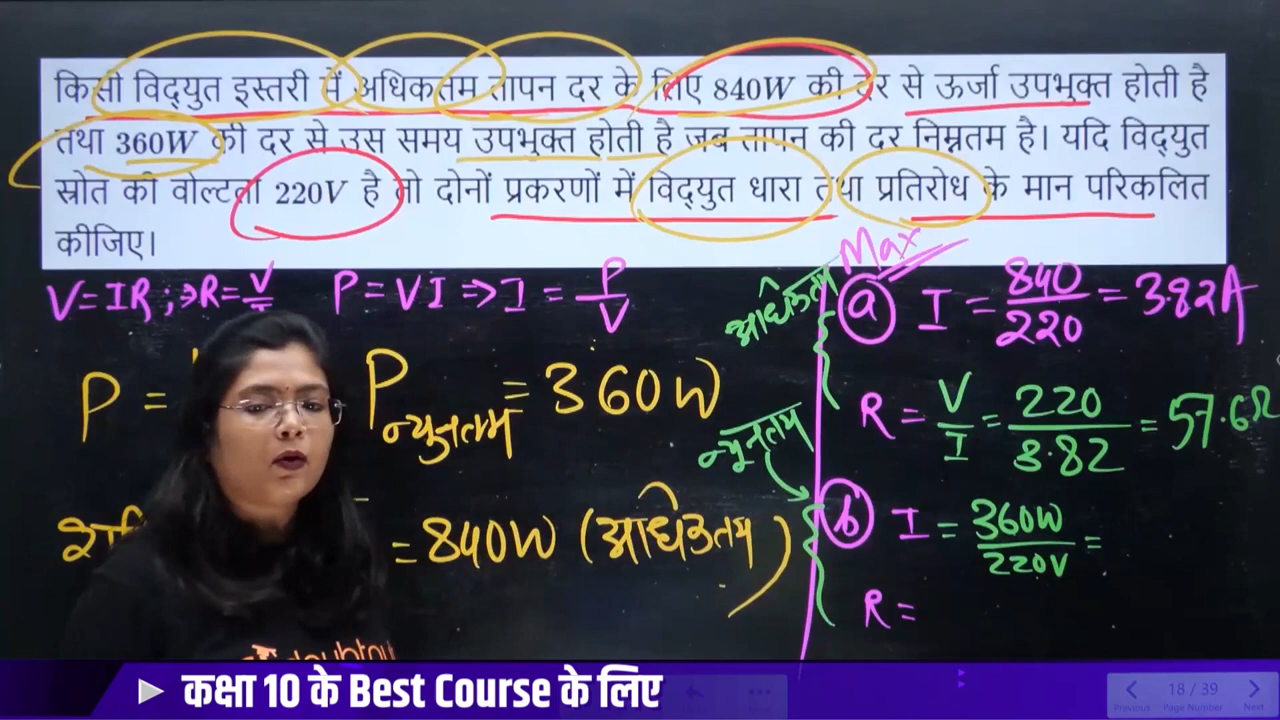 किसी विद्युत इस्तरी में अधिकतम तापन दर के लिए 840W की दर से ऊर्जा उपभुक्त होती है
तथा 360W की दर से उस समय उपभुक्त होती है जब तापन की दर निम्नतम है। यदि विद्युत
स्रोत की वोल्टता 220V है तो दोनों प्रकरणों में विद्युत धारा तथा प्रतिरोध के मान परिकलित
कीजिए।
V=IR ;⇒R=V/I P=VI ⇒ I = P/V
P =
P न्यूनतम = 360W
= 840W (अधिकतम)
अधिकतम
न्यूनतम
Max
(a) I = 840/220 = 3.82A
R = V/I = 220/3.82 = 57.6Ω
(b) I = 360W/220V =
R =
doubtnut
कक्षा 10 के Best Course के लिए
18 / 39
Previous Page Number Next